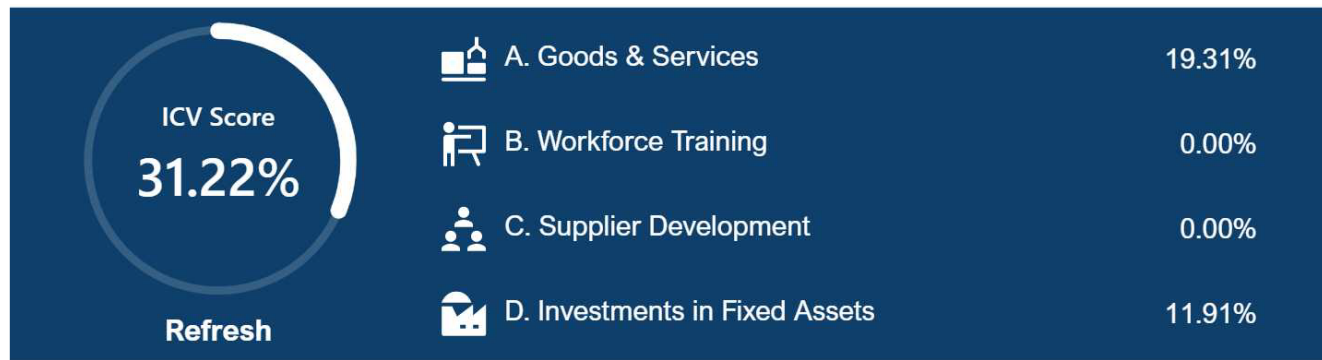 ICV Score
31.22%
Refresh
A. Goods & Services 19.31%
B. Workforce Training 0.00%
C. Supplier Development 0.00%
D. Investments in Fixed Assets 11.91%